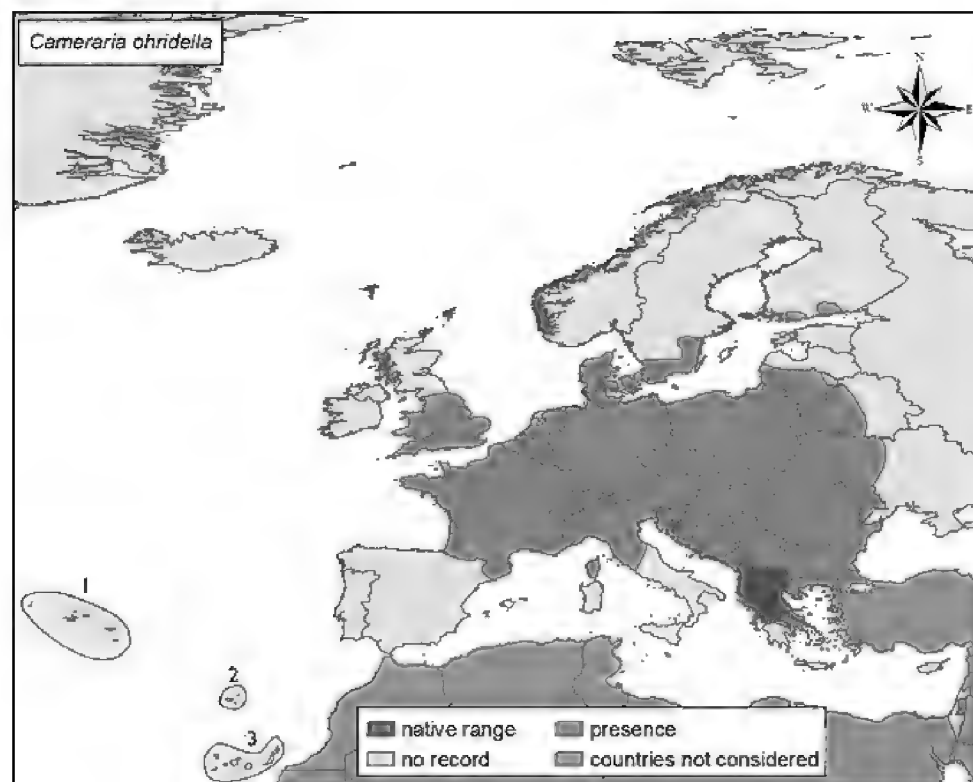 Cameraria ohridella
N
W E
S
1
2
3
native range presence
no record countries not considered